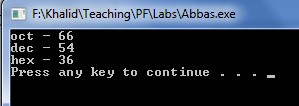 F:\Khalid\Teaching\PF\Labs\Abbas.exe
oct - 66
dec - 54
hex - 36
Press any key to continue . . . _